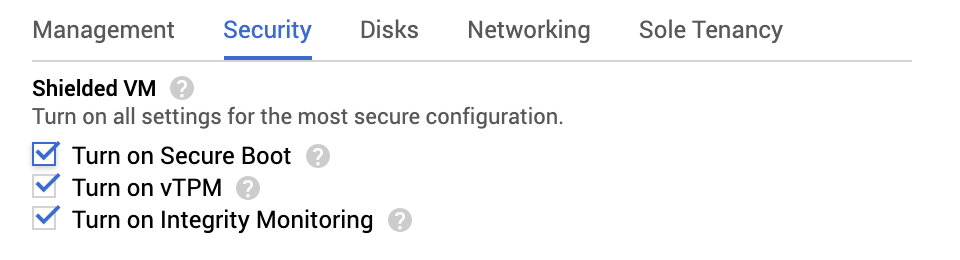 Management Security Disks Networking Sole Tenancy
Shielded VM ?
Turn on all settings for the most secure configuration.
Turn on Secure Boot ?
Turn on vTPM ?
Turn on Integrity Monitoring ?